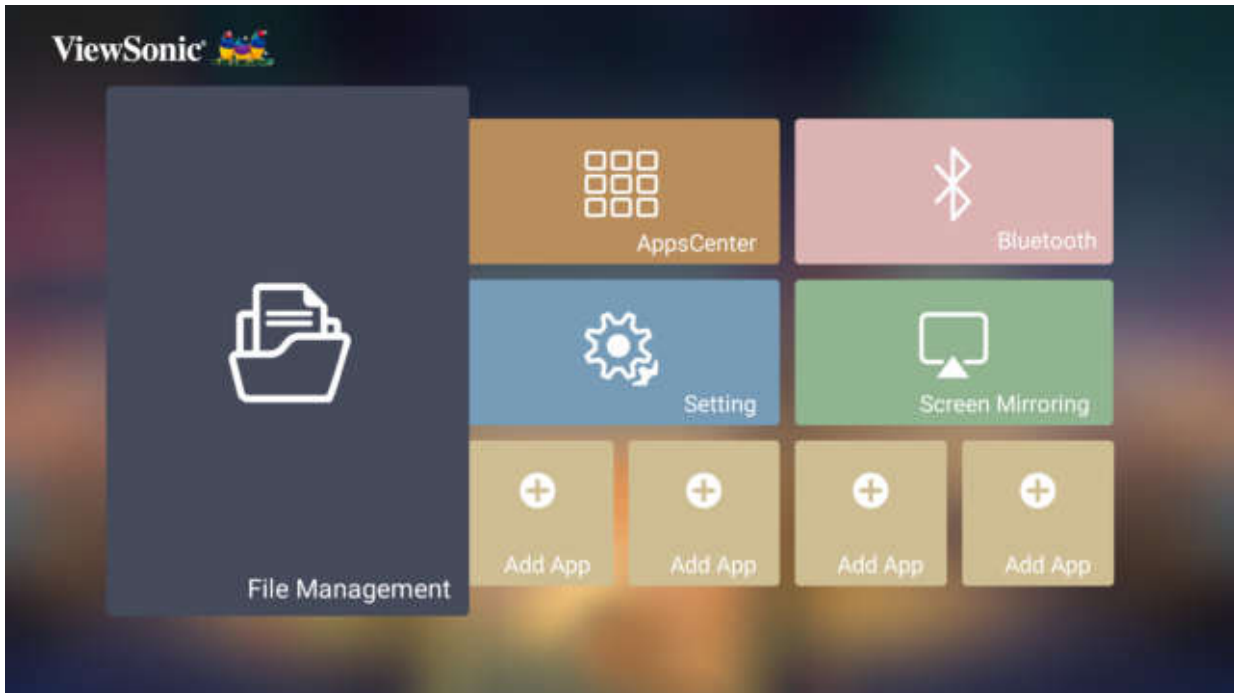 ViewSonic®
AppsCenter
Bluetooth
Setting
Screen Mirroring
File Management
Add App
Add App
Add App
Add App